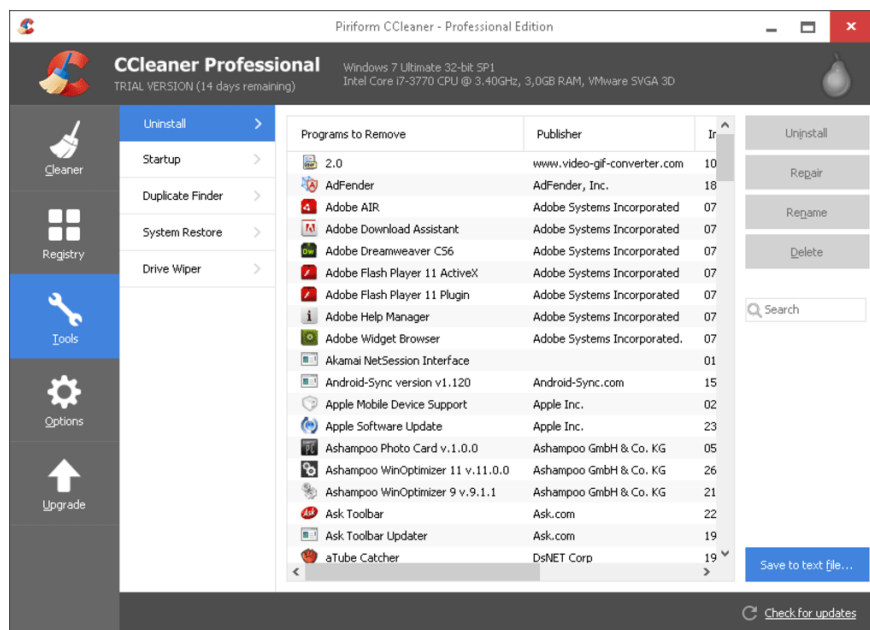 Piriform CCleaner - Professional Edition
CCleaner Professional
TRIAL VERSION (14 days remaining)
Windows 7 Ultimate 32-bit SP1
Intel Core i7-3770 CPU @ 3.40GHz, 3,0GB RAM, VMware SVGA 3D
Cleaner
Registry
Tools
Options
Upgrade
Uninstall
Startup
Duplicate Finder
System Restore
Drive Wiper
Programs to Remove Publisher In
2.0 www.video-gif-converter.com 10
AdFender AdFender, Inc. 18
Adobe AIR Adobe Systems Incorporated 07
Adobe Download Assistant Adobe Systems Incorporated 07
Adobe Dreamweaver CS6 Adobe Systems Incorporated 07
Adobe Flash Player 11 ActiveX Adobe Systems Incorporated 07
Adobe Flash Player 11 Plugin Adobe Systems Incorporated 07
Adobe Help Manager Adobe Systems Incorporated 07
Adobe Widget Browser Adobe Systems Incorporated. 07
Akamai NetSession Interface 01
Android-Sync version v1.120 Android-Sync.com 15
Apple Mobile Device Support Apple Inc. 02
Apple Software Update Apple Inc. 23
Ashampoo Photo Card v.1.0.0 Ashampoo GmbH & Co. KG 05
Ashampoo WinOptimizer 11 v.11.0.0 Ashampoo GmbH & Co. KG 26
Ashampoo WinOptimizer 9 v.9.1.1 Ashampoo GmbH & Co. KG 21
Ask Toolbar Ask.com 22
Ask Toolbar Updater Ask.com 19
aTube Catcher DsNET Corp 19
Uninstall
Repair
Rename
Delete
Search
Save to text file...
Check for updates